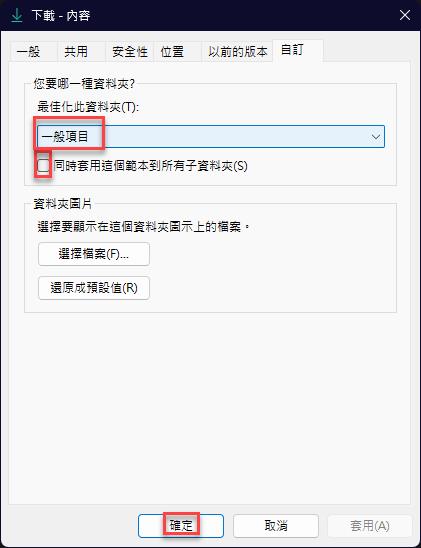 下載 - 內容
一般 共用 安全性 位置 以前的版本 自訂
您要哪一種資料夾?
最佳化此資料夾(T):
一般項目
同時套用這個範本到所有子資料夾(S)
資料夾圖片
選擇要顯示在這個資料夾圖示上的檔案。
選擇檔案(F)...
還原成預設值(R)
確定 取消 套用(A)